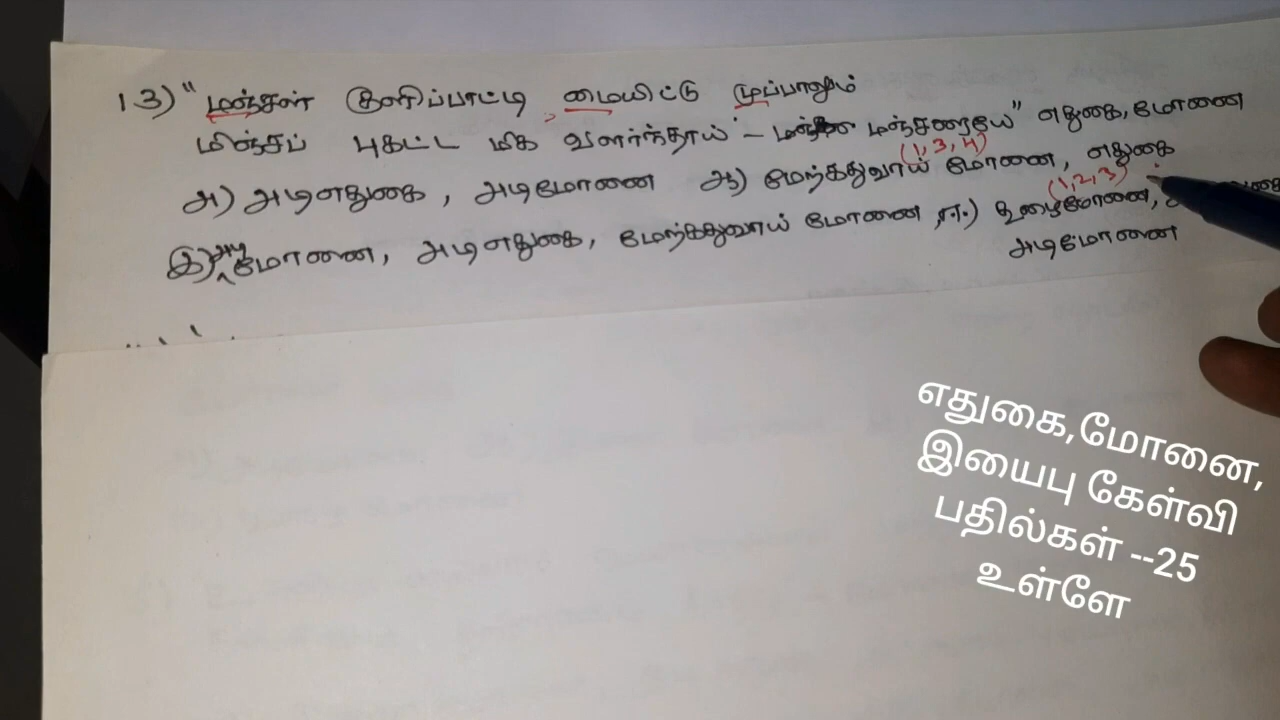 13) "மஞ்சள் குளிப்பாட்டி மையிட்டு முப்பாலும்
மிஞ்சப் புகட்ட மிக வளர்ந்தாய் - மஞ்சரையே" எதுகை, மோனை
(1, 3, 4)
அ) அடிஎதுகை, அடிமோனை ஆ) மேற்கதுவாய் மோனை, எதுகை
(1, 2, 3)
இ) அடி மோனை, அடிஎதுகை, மேற்கதுவாய் மோனை ஈ) கூழைமோனை,
அடிமோனை
எதுகை,மோனை,
இயைபு கேள்வி
பதில்கள் --25
உள்ளே